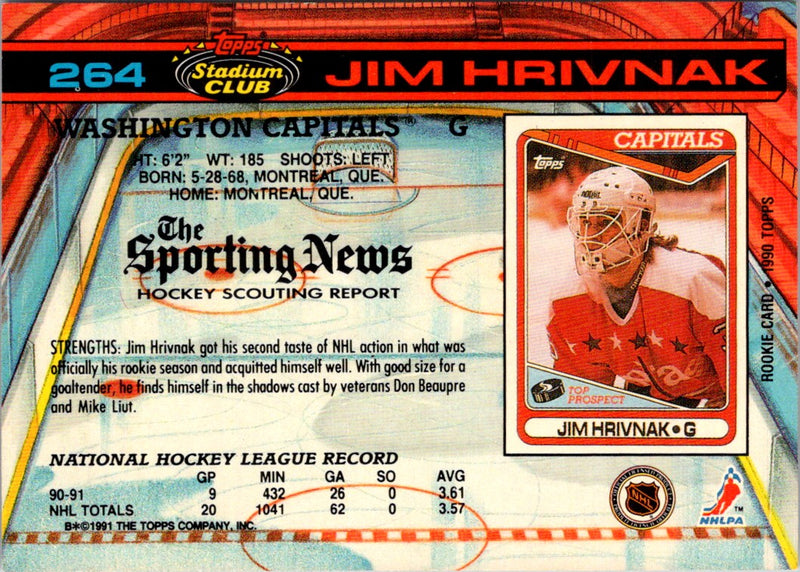 264
Topps
Stadium
CLUB
JIM HRIVNAK
WASHINGTON CAPITALS® G
HT: 6'2" WT: 185 SHOOTS: LEFT
BORN: 5-28-68, MONTREAL, QUE.
HOME: MONTREAL, QUE.
The
Sporting News
HOCKEY SCOUTING REPORT
STRENGTHS: Jim Hrivnak got his second taste of NHL action in what was
officially his rookie season and acquitted himself well. With good size for a
goaltender, he finds himself in the shadows cast by veterans Don Beaupre
and Mike Liut.
NATIONAL HOCKEY LEAGUE RECORD
GP MIN GA SO AVG
90-91 9 432 26 0 3.61
NHL TOTALS 20 1041 62 0 3.57
B*©1991 THE TOPPS COMPANY, INC.
CAPITALS
Topps
TOP
PROSPECT
JIM HRIVNAK • G
ROOKIE CARD • 1990 TOPPS
NHL
NHLPA
TM